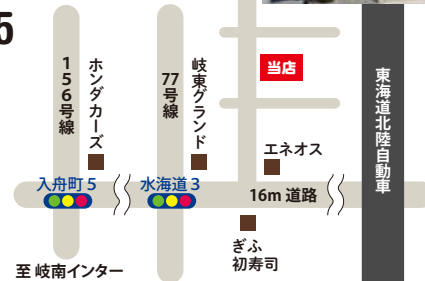 5
156号線
ホンダカーズ
77号線
岐東グランド
当店
エネオス
東海道北陸自動車
入舟町5
水海道3
16m 道路
ぎふ
初寿司
至 岐南インター